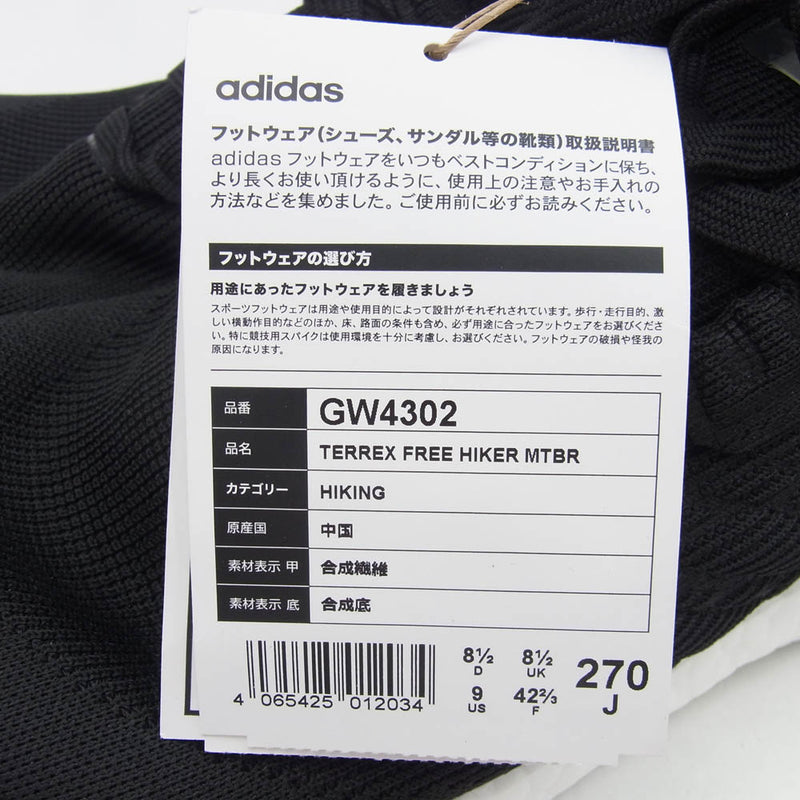 adidas
フットウェア(シューズ、サンダル等の靴類)取扱説明書
adidas フットウェアをいつもベストコンディションに保ち、
より長くお使い頂けるように、使用上の注意やお手入れの
方法などを集めました。ご使用前に必ずお読みください。
フットウェアの選び方
用途にあったフットウェアを履きましょう
スポーツフットウェアは用途や使用目的によって設計がそれぞれされています。歩行・走行目的、激
しい横動作目的などのほか、床、路面の条件も含め、必ず用途に合ったフットウェアをお選びくださ
い。特に競技用スパイクは使用環境を十分に考慮し、お選びください。フットウェアの破損や怪我の
原因になります。
品番 GW4302
品名 TERREX FREE HIKER MTBR
カテゴリー HIKING
原産国 中国
素材表示 甲 合成繊維
素材表示 底 合成底
8½ 8½ 270
D UK J
9 42⅔
US F
4 065425 012034